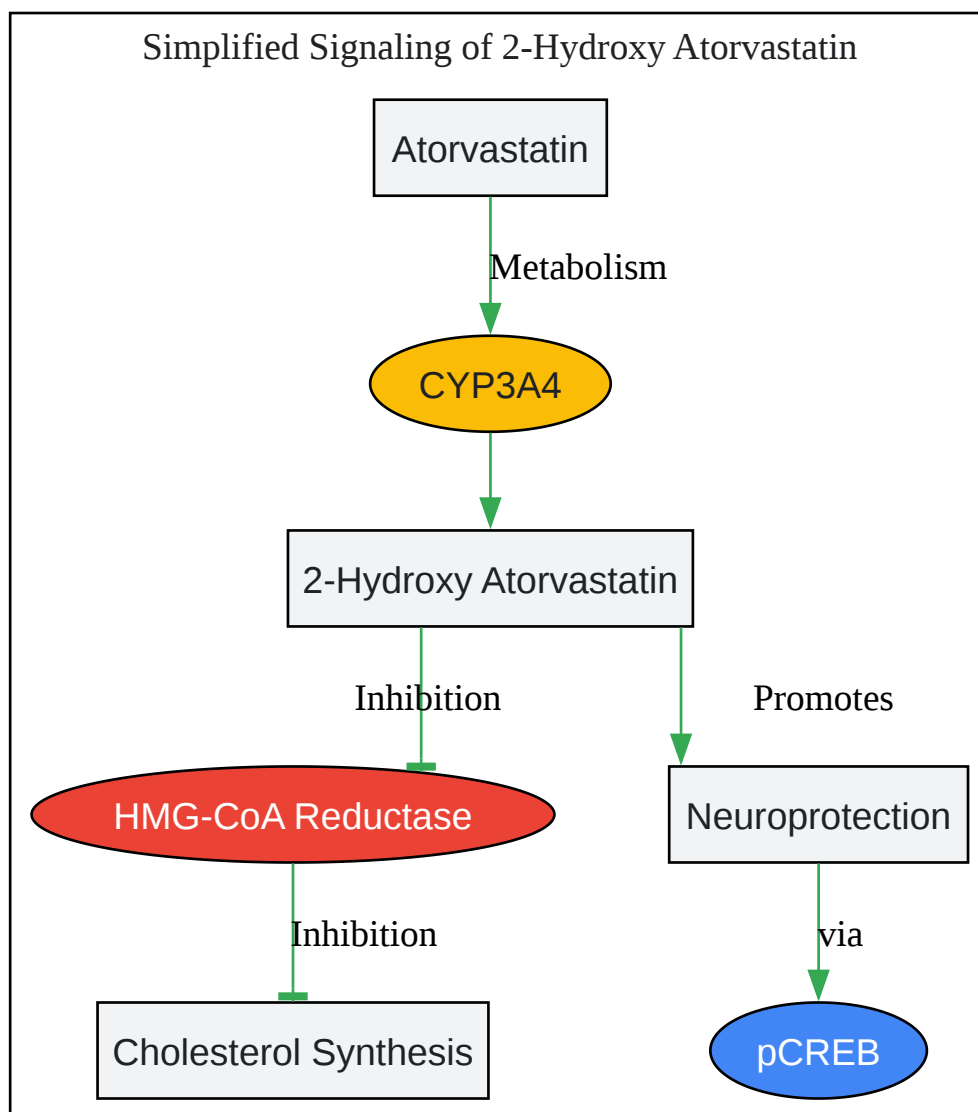 Simplified Signaling of 2-Hydroxy Atorvastatin
Atorvastatin
Metabolism
CYP3A4
2-Hydroxy Atorvastatin
Inhibition
Promotes
HMG-CoA Reductase
Neuroprotection
Inhibition
via
Cholesterol Synthesis
pCREB